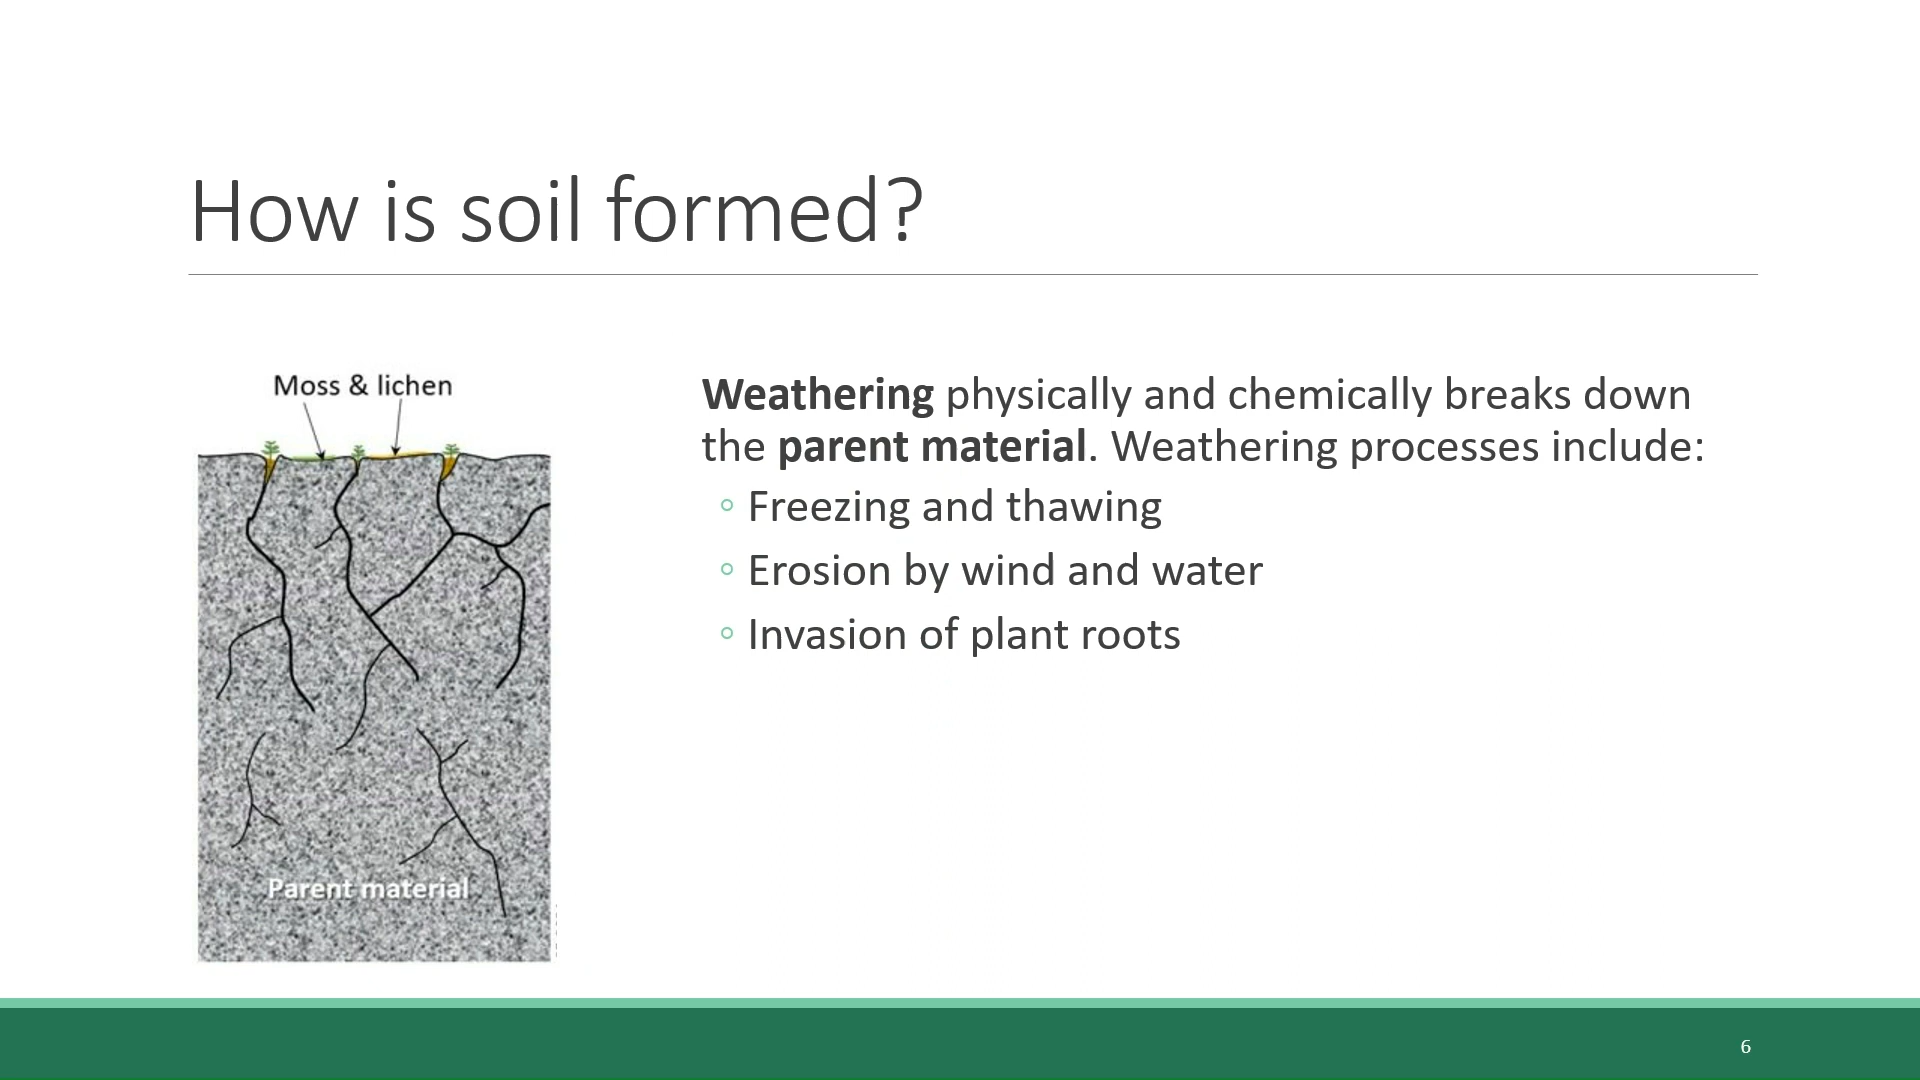 How is soil formed?
Moss & lichen
Parent material
Weathering physically and chemically breaks down
the parent material. Weathering processes include:
◦ Freezing and thawing
◦ Erosion by wind and water
◦ Invasion of plant roots
6